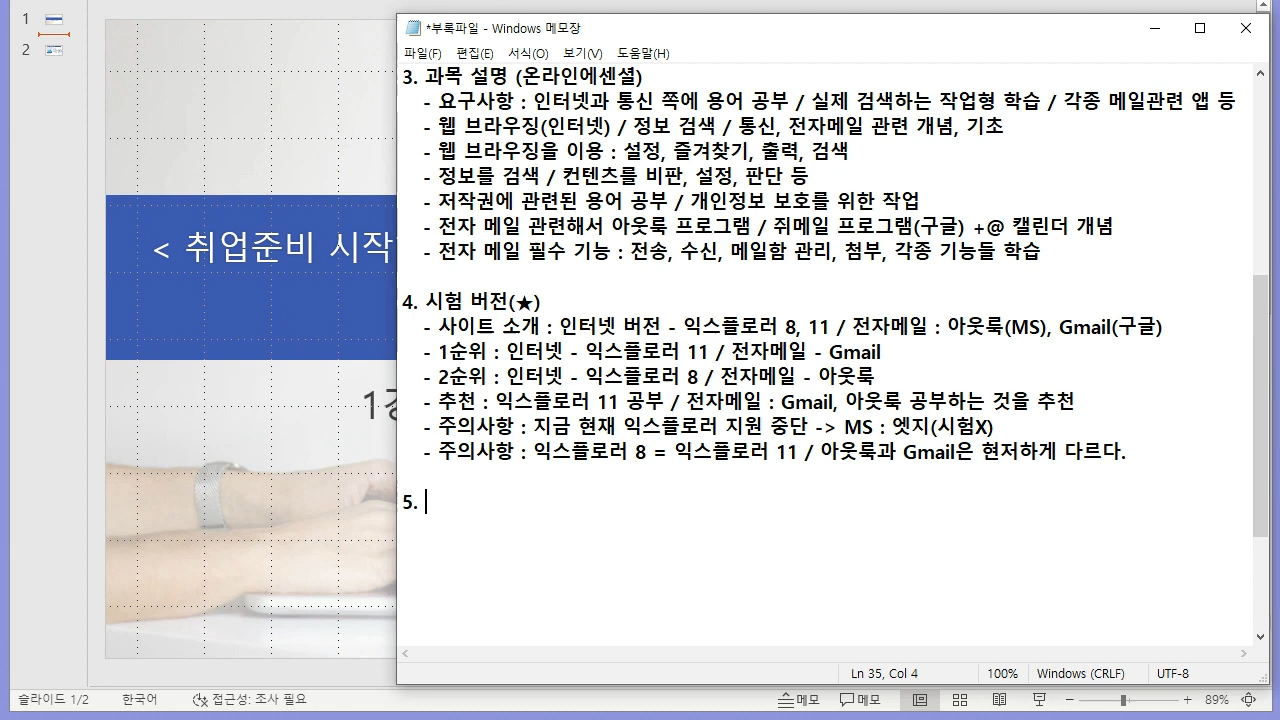 1
2
< 취업준비 시작
1강
*부록파일 - Windows 메모장
파일(F) 편집(E) 서식(O) 보기(V) 도움말(H)
3. 과목 설명 (온라인에센셜)
- 요구사항 : 인터넷과 통신 쪽에 용어 공부 / 실제 검색하는 작업형 학습 / 각종 메일관련 앱 등
- 웹 브라우징(인터넷) / 정보 검색 / 통신, 전자메일 관련 개념, 기초
- 웹 브라우징을 이용 : 설정, 즐겨찾기, 출력, 검색
- 정보를 검색 / 컨텐츠를 비판, 설정, 판단 등
- 저작권에 관련된 용어 공부 / 개인정보 보호를 위한 작업
- 전자 메일 관련해서 아웃룩 프로그램 / 쥐메일 프로그램(구글) +@ 캘린더 개념
- 전자 메일 필수 기능 : 전송, 수신, 메일함 관리, 첨부, 각종 기능들 학습
4. 시험 버전(★)
- 사이트 소개 : 인터넷 버전 - 익스플로러 8, 11 / 전자메일 : 아웃룩(MS), Gmail(구글)
- 1순위 : 인터넷 - 익스플로러 11 / 전자메일 - Gmail
- 2순위 : 인터넷 - 익스플로러 8 / 전자메일 - 아웃룩
- 추천 : 익스플로러 11 공부 / 전자메일 : Gmail, 아웃룩 공부하는 것을 추천
- 주의사항 : 지금 현재 익스플로러 지원 중단 -> MS : 엣지(시험X)
- 주의사항 : 익스플로러 8 = 익스플로러 11 / 아웃룩과 Gmail은 현저하게 다르다.
5.
Ln 35, Col 4 100% Windows (CRLF) UTF-8
슬라이드 1/2 한국어 접근성: 조사 필요 메모 메모 89%